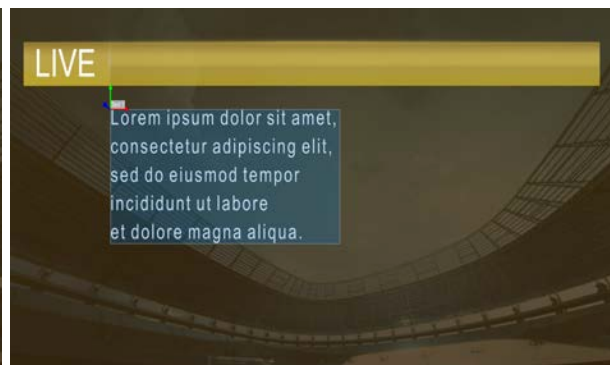 LIVE
Lorem ipsum dolor sit amet,
consectetur adipiscing elit,
sed do eiusmod tempor
incididunt ut labore
et dolore magna aliqua.